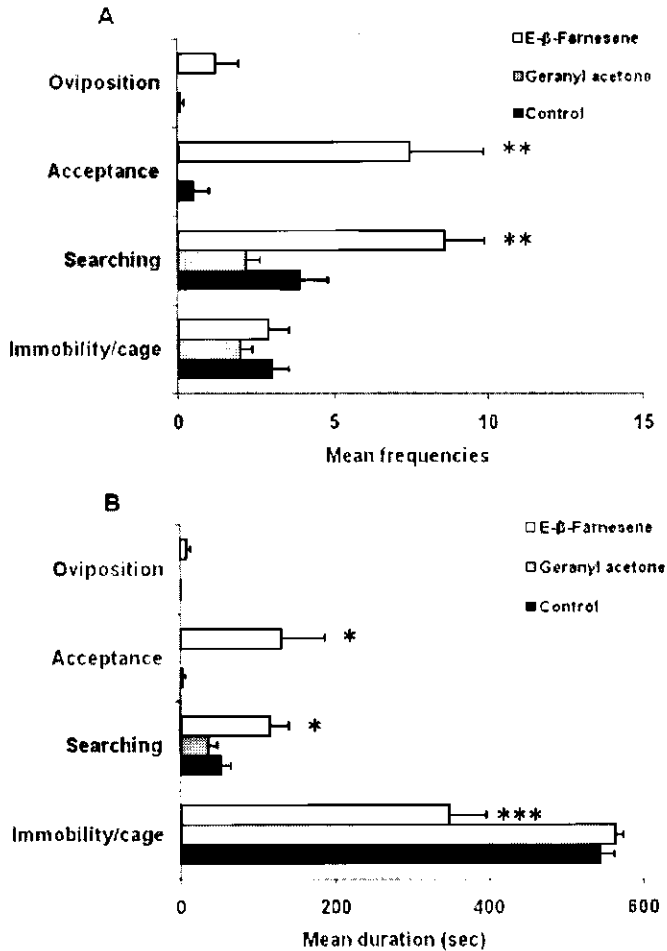 A
E-β-Farnesene
Geranyl acetone
Control
Oviposition
Acceptance
**
Searching
**
Immobility/cage
0 5 10 15
Mean frequencies
B
E-β-Farnesene
Geranyl acetone
Control
Oviposition
Acceptance
*
Searching
*
Immobility/cage
***
0 200 400 600
Mean duration (sec)